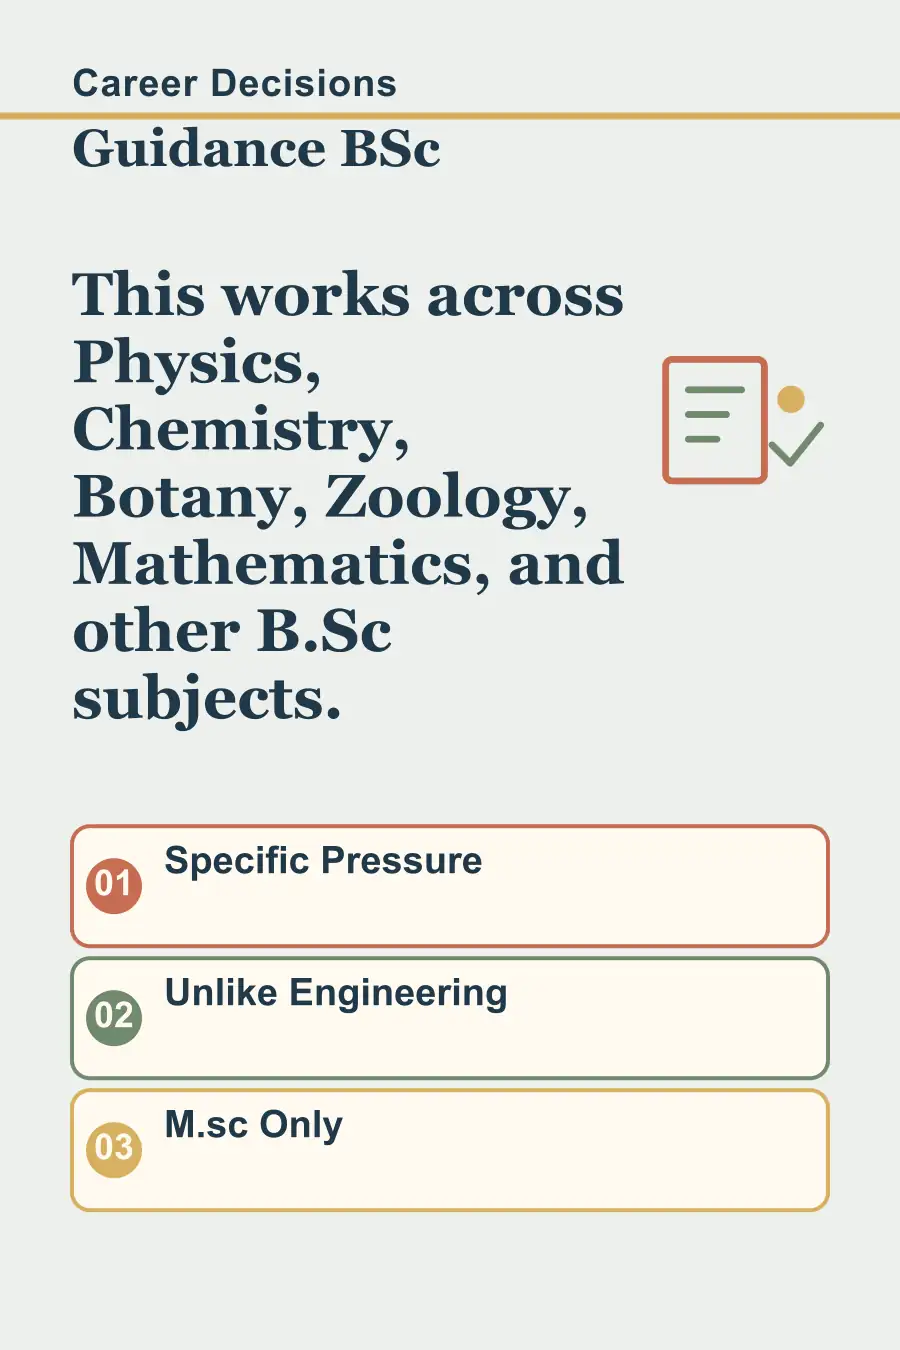 Career Decisions
Guidance BSc
This works across
Physics,
Chemistry,
Botany, Zoology,
Mathematics, and
other B.Sc
subjects.
01 Specific Pressure
02 Unlike Engineering
03 M.sc Only